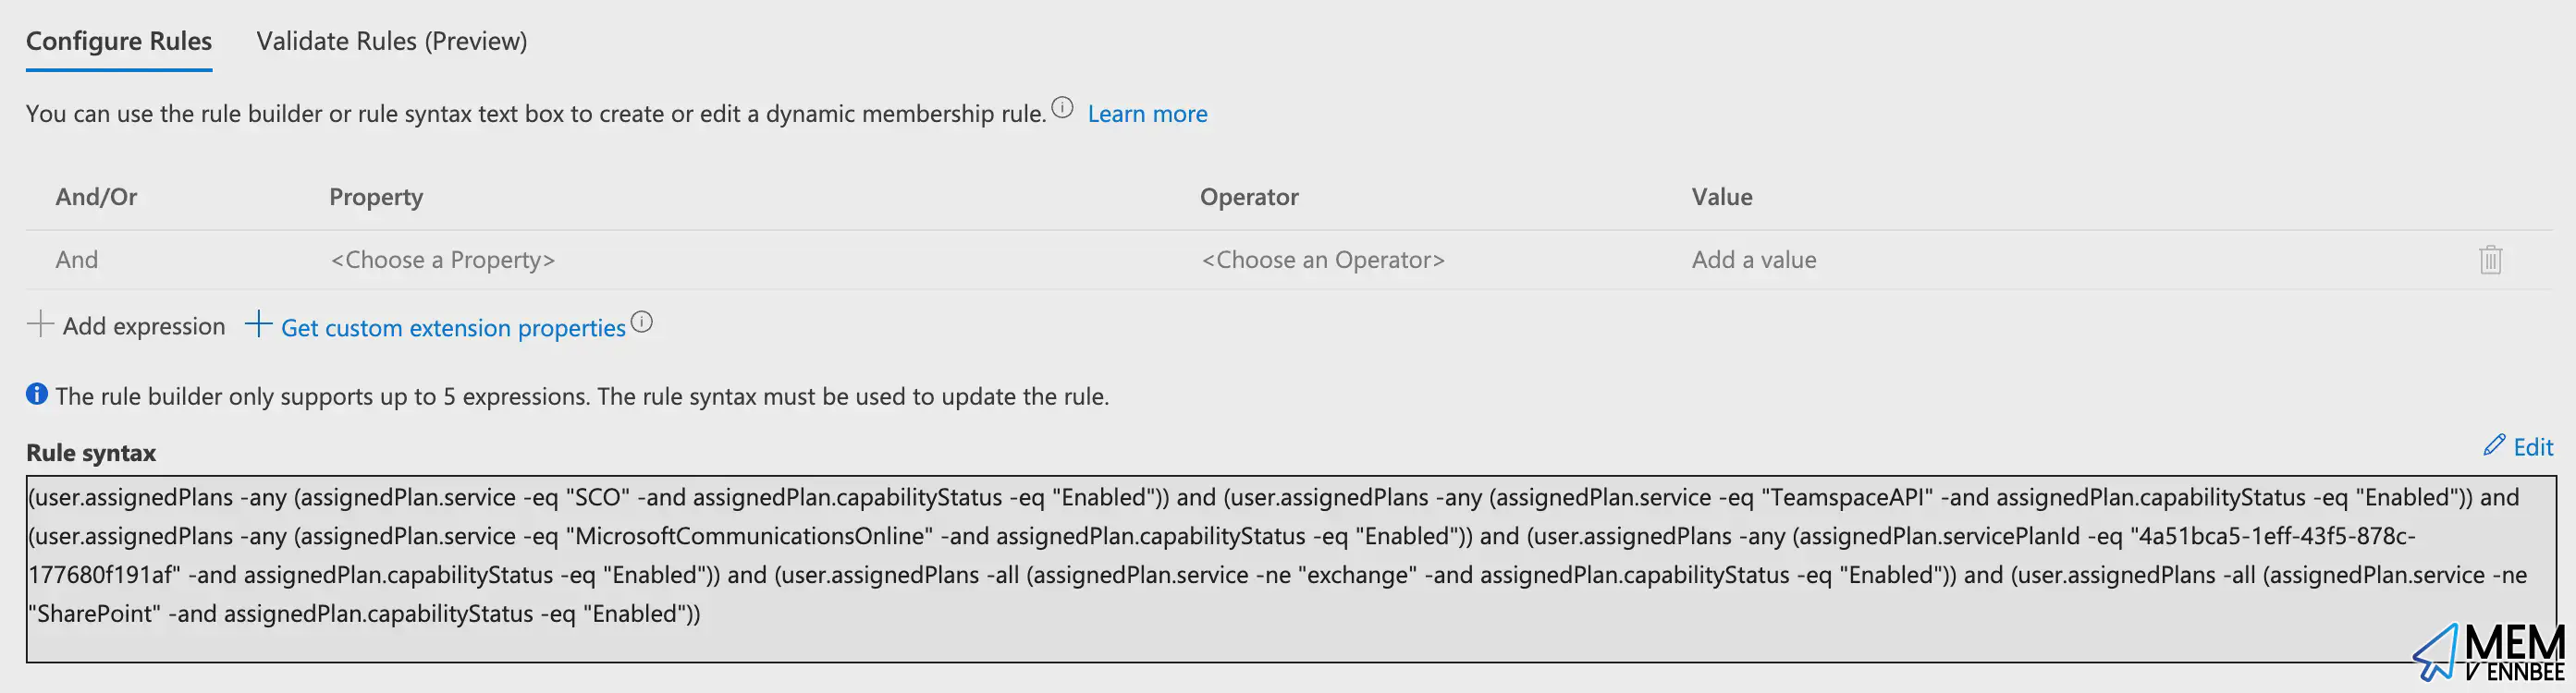 Configure Rules Validate Rules (Preview)
You can use the rule builder or rule syntax text box to create or edit a dynamic membership rule. Learn more
And/Or Property Operator Value
And <Choose a Property> <Choose an Operator> Add a value
Add expression Get custom extension properties
The rule builder only supports up to 5 expressions. The rule syntax must be used to update the rule.
Rule syntax Edit
(user.assignedPlans -any (assignedPlan.service -eq "SCO" -and assignedPlan.capabilityStatus -eq "Enabled")) and (user.assignedPlans -any (assignedPlan.service -eq "TeamspaceAPI" -and assignedPlan.capabilityStatus -eq "Enabled")) and
(user.assignedPlans -any (assignedPlan.service -eq "MicrosoftCommunicationsOnline" -and assignedPlan.capabilityStatus -eq "Enabled")) and (user.assignedPlans -any (assignedPlan.servicePlanId -eq "4a51bca5-1eff-43f5-878c-
177680f191af" -and assignedPlan.capabilityStatus -eq "Enabled")) and (user.assignedPlans -all (assignedPlan.service -ne "exchange" -and assignedPlan.capabilityStatus -eq "Enabled")) and (user.assignedPlans -all (assignedPlan.service -ne
"SharePoint" -and assignedPlan.capabilityStatus -eq "Enabled"))
MEM
V ENNBEE